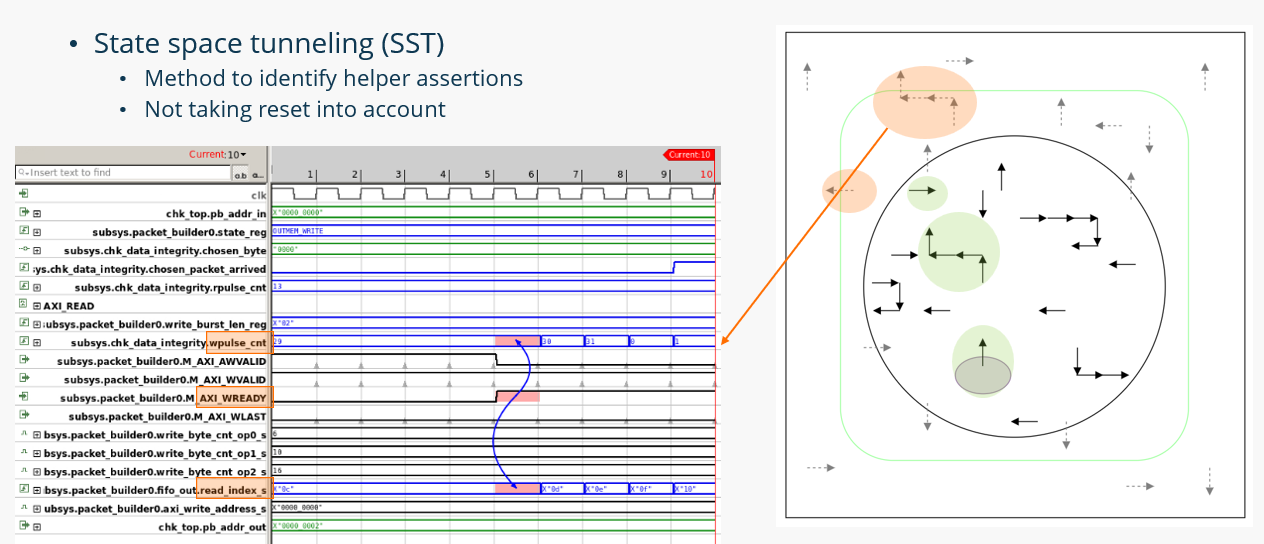 • State space tunneling (SST)
• Method to identify helper assertions
• Not taking reset into account
Current:10
Insert text to find
Current:10
1 2 3 4 5 6 7 8 9 10
clk
chk_top.pb_addr_in X"0000_0000"
subsys.packet_builder0.state_reg OUTMEM_WRITE
subsys.chk_data_integrity.chosen_byte "0000"
ys.chk_data_integrity.chosen_packet_arrived
subsys.chk_data_integrity.rpulse_cnt 13
AXI_READ
subsys.packet_builder0.write_burst_len_reg X"02"
subsys.chk_data_integrity.wpulse_cnt 29 30 31 0 1
subsys.packet_builder0.M_AXI_AWVALID
subsys.packet_builder0.M_AXI_WVALID
subsys.packet_builder0.M_AXI_WREADY
subsys.packet_builder0.M_AXI_WLAST
bsys.packet_builder0.write_byte_cnt_op0_s 6
bsys.packet_builder0.write_byte_cnt_op1_s 10
bsys.packet_builder0.write_byte_cnt_op2_s 16
bsys.packet_builder0.fifo_out.read_index_s X"0c" X"0d" X"0e" X"0f" X"10"
ubsys.packet_builder0.axi_write_address_s X"0000_0000"
chk_top.pb_addr_out X"0000_0002"